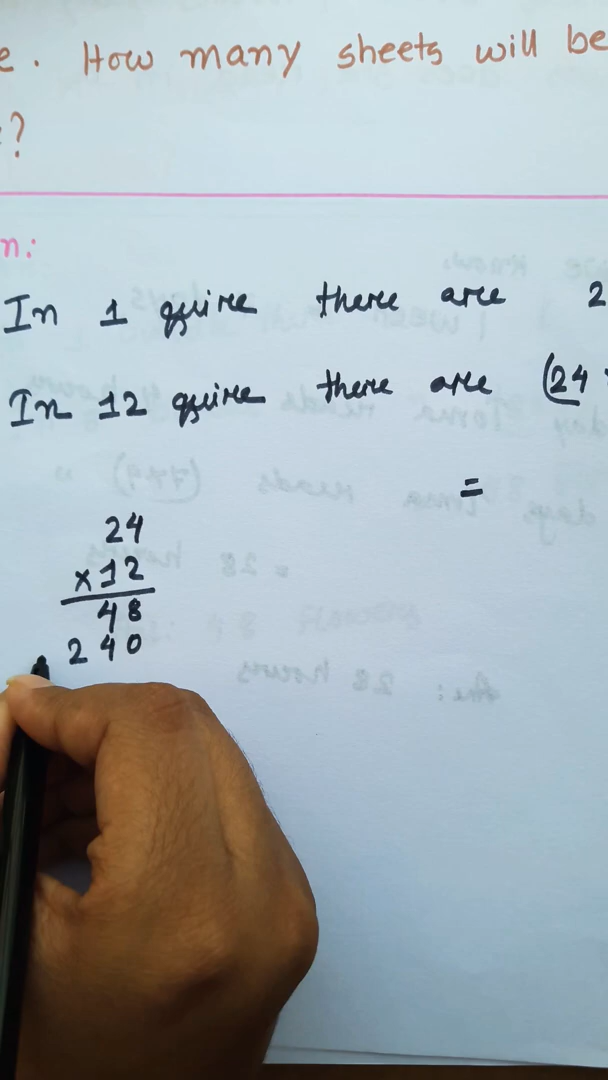 e. How many sheets will be
?
n:
In 1 quire there are 2
In 12 quire there are (24
=
24
×12
48
240